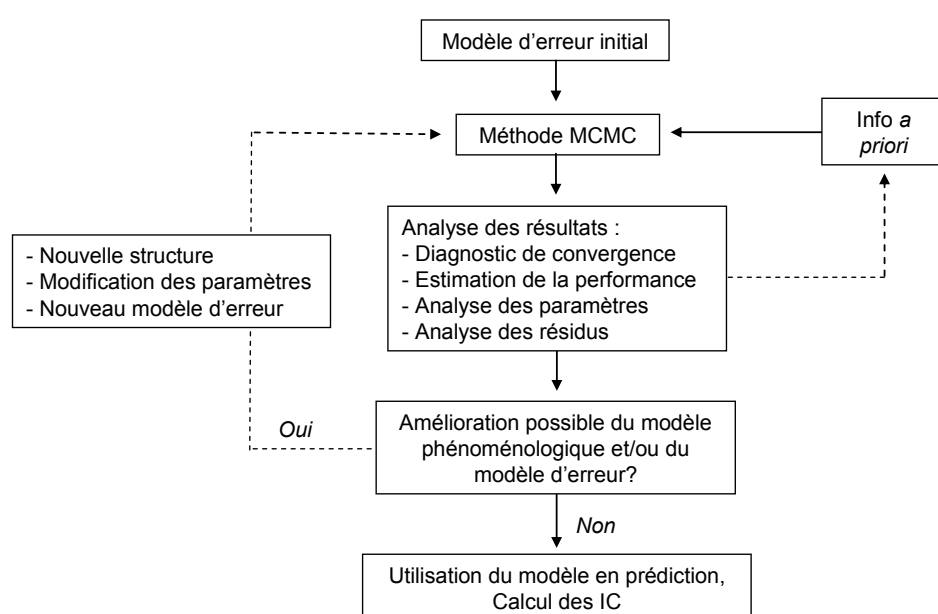 Modèle d'erreur initial
Méthode MCMC
Info a
priori
Analyse des résultats :
- Diagnostic de convergence
- Estimation de la performance
- Analyse des paramètres
- Analyse des résidus
- Nouvelle structure
- Modification des paramètres
- Nouveau modèle d'erreur
Oui
Amélioration possible du modèle
phénoménologique et/ou du
modèle d'erreur?
Non
Utilisation du modèle en prédiction,
Calcul des IC